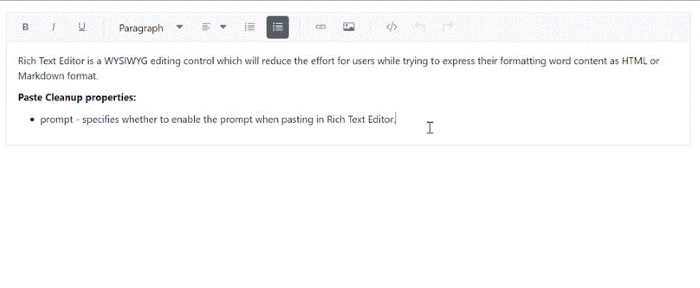 B I U Paragraph
Rich Text Editor is a WYSIWYG editing control which will reduce the effort for users while trying to express their formatting word content as HTML or
Markdown format.
Paste Cleanup properties:
• prompt - specifies whether to enable the prompt when pasting in Rich Text Editor.